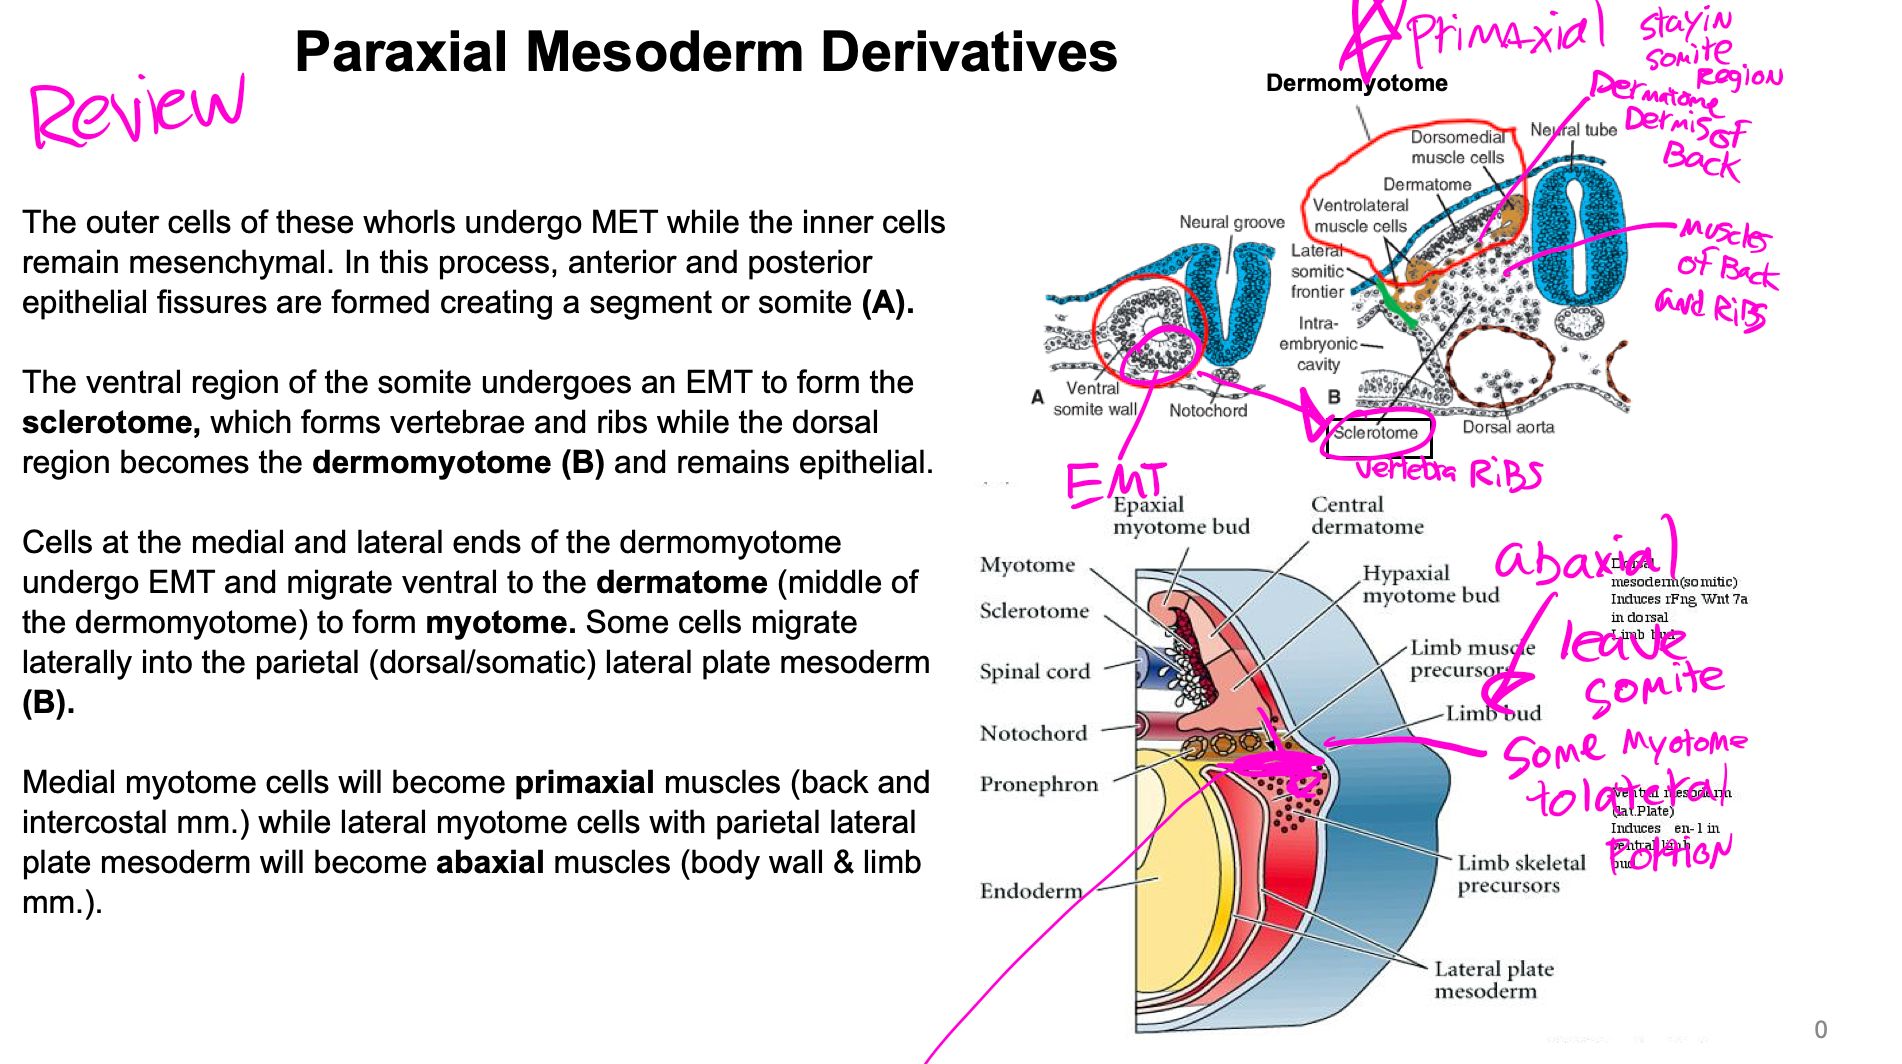 Paraxial Mesoderm Derivatives
Review
The outer cells of these whorls undergo MET while the inner cells
remain mesenchymal. In this process, anterior and posterior
epithelial fissures are formed creating a segment or somite (A).
The ventral region of the somite undergoes an EMT to form the
sclerotome, which forms vertebrae and ribs while the dorsal
region becomes the dermomyotome (B) and remains epithelial.
Cells at the medial and lateral ends of the dermomyotome
undergo EMT and migrate ventral to the dermatome (middle of
the dermomyotome) to form myotome. Some cells migrate
laterally into the parietal (dorsal/somatic) lateral plate mesoderm
(B).
Medial myotome cells will become primaxial muscles (back and
intercostal mm.) while lateral myotome cells with parietal lateral
plate mesoderm will become abaxial muscles (body wall & limb
mm.).
Primaxial
stay in
somite
Region
Dermomyotome
Dermatome
Dermis of
Back
Dorsomedial
muscle cells
Neural tube
Dermatome
Ventrolateral
muscle cells
Neural groove
Lateral
somitic
frontier
Muscles
of Back
and Ribs
Intra-
embryonic
cavity
A
Ventral
somite wall
Notochord
B
Sclerotome
Dorsal aorta
EMT
Vertebra RiBS
Epaxial
myotome bud
Central
dermatome
Myotome
Hypaxial
myotome bud
Sclerotome
Limb muscle
precursors
Spinal cord
Limb bud
Notochord
Pronephron
Endoderm
Limb skeletal
precursors
Lateral plate
mesoderm
abaxial
Dorsal
mesoderm(somitic)
Induces rFng Wnt 7a
in dorsal
Limb bud
leave
somite
Some Myotome
to lateral
Portion
Ventral mesoderm
(lat.Plate)
Induces en-1 in
ventral limb
bud
0